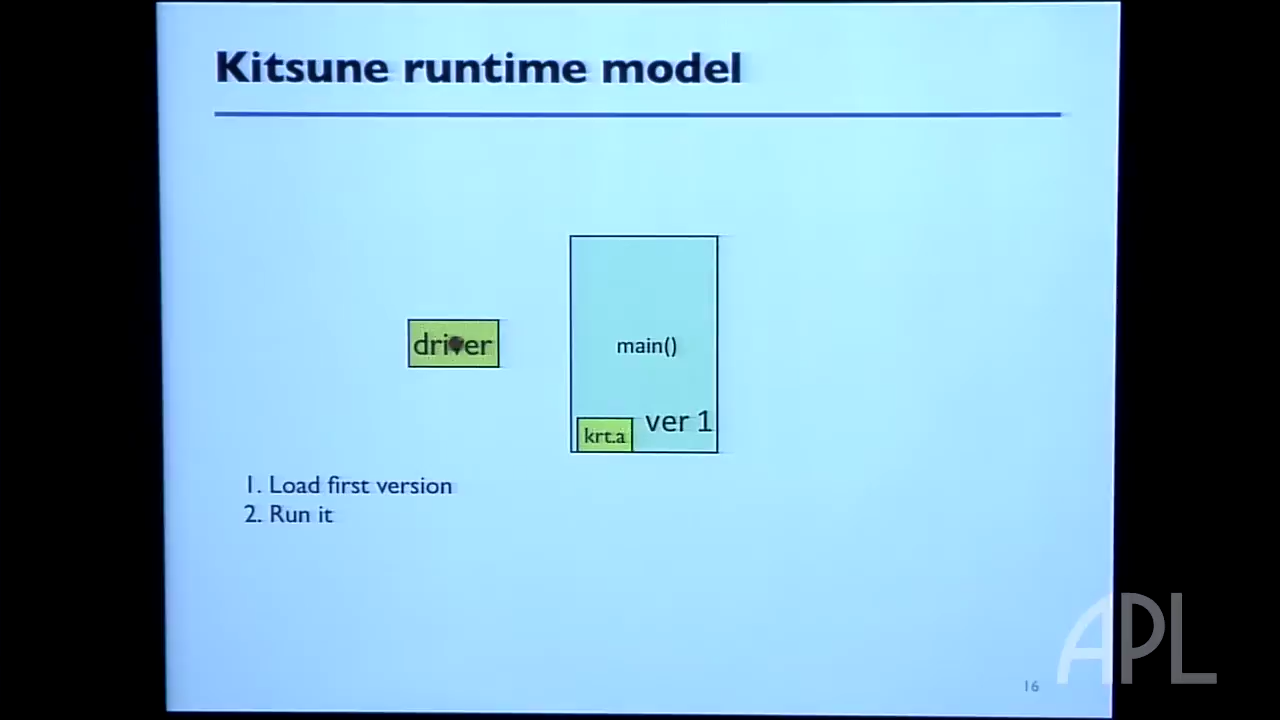 Kitsune runtime model
driver
main()
ver 1
krt.a
1. Load first version
2. Run it
16
APL